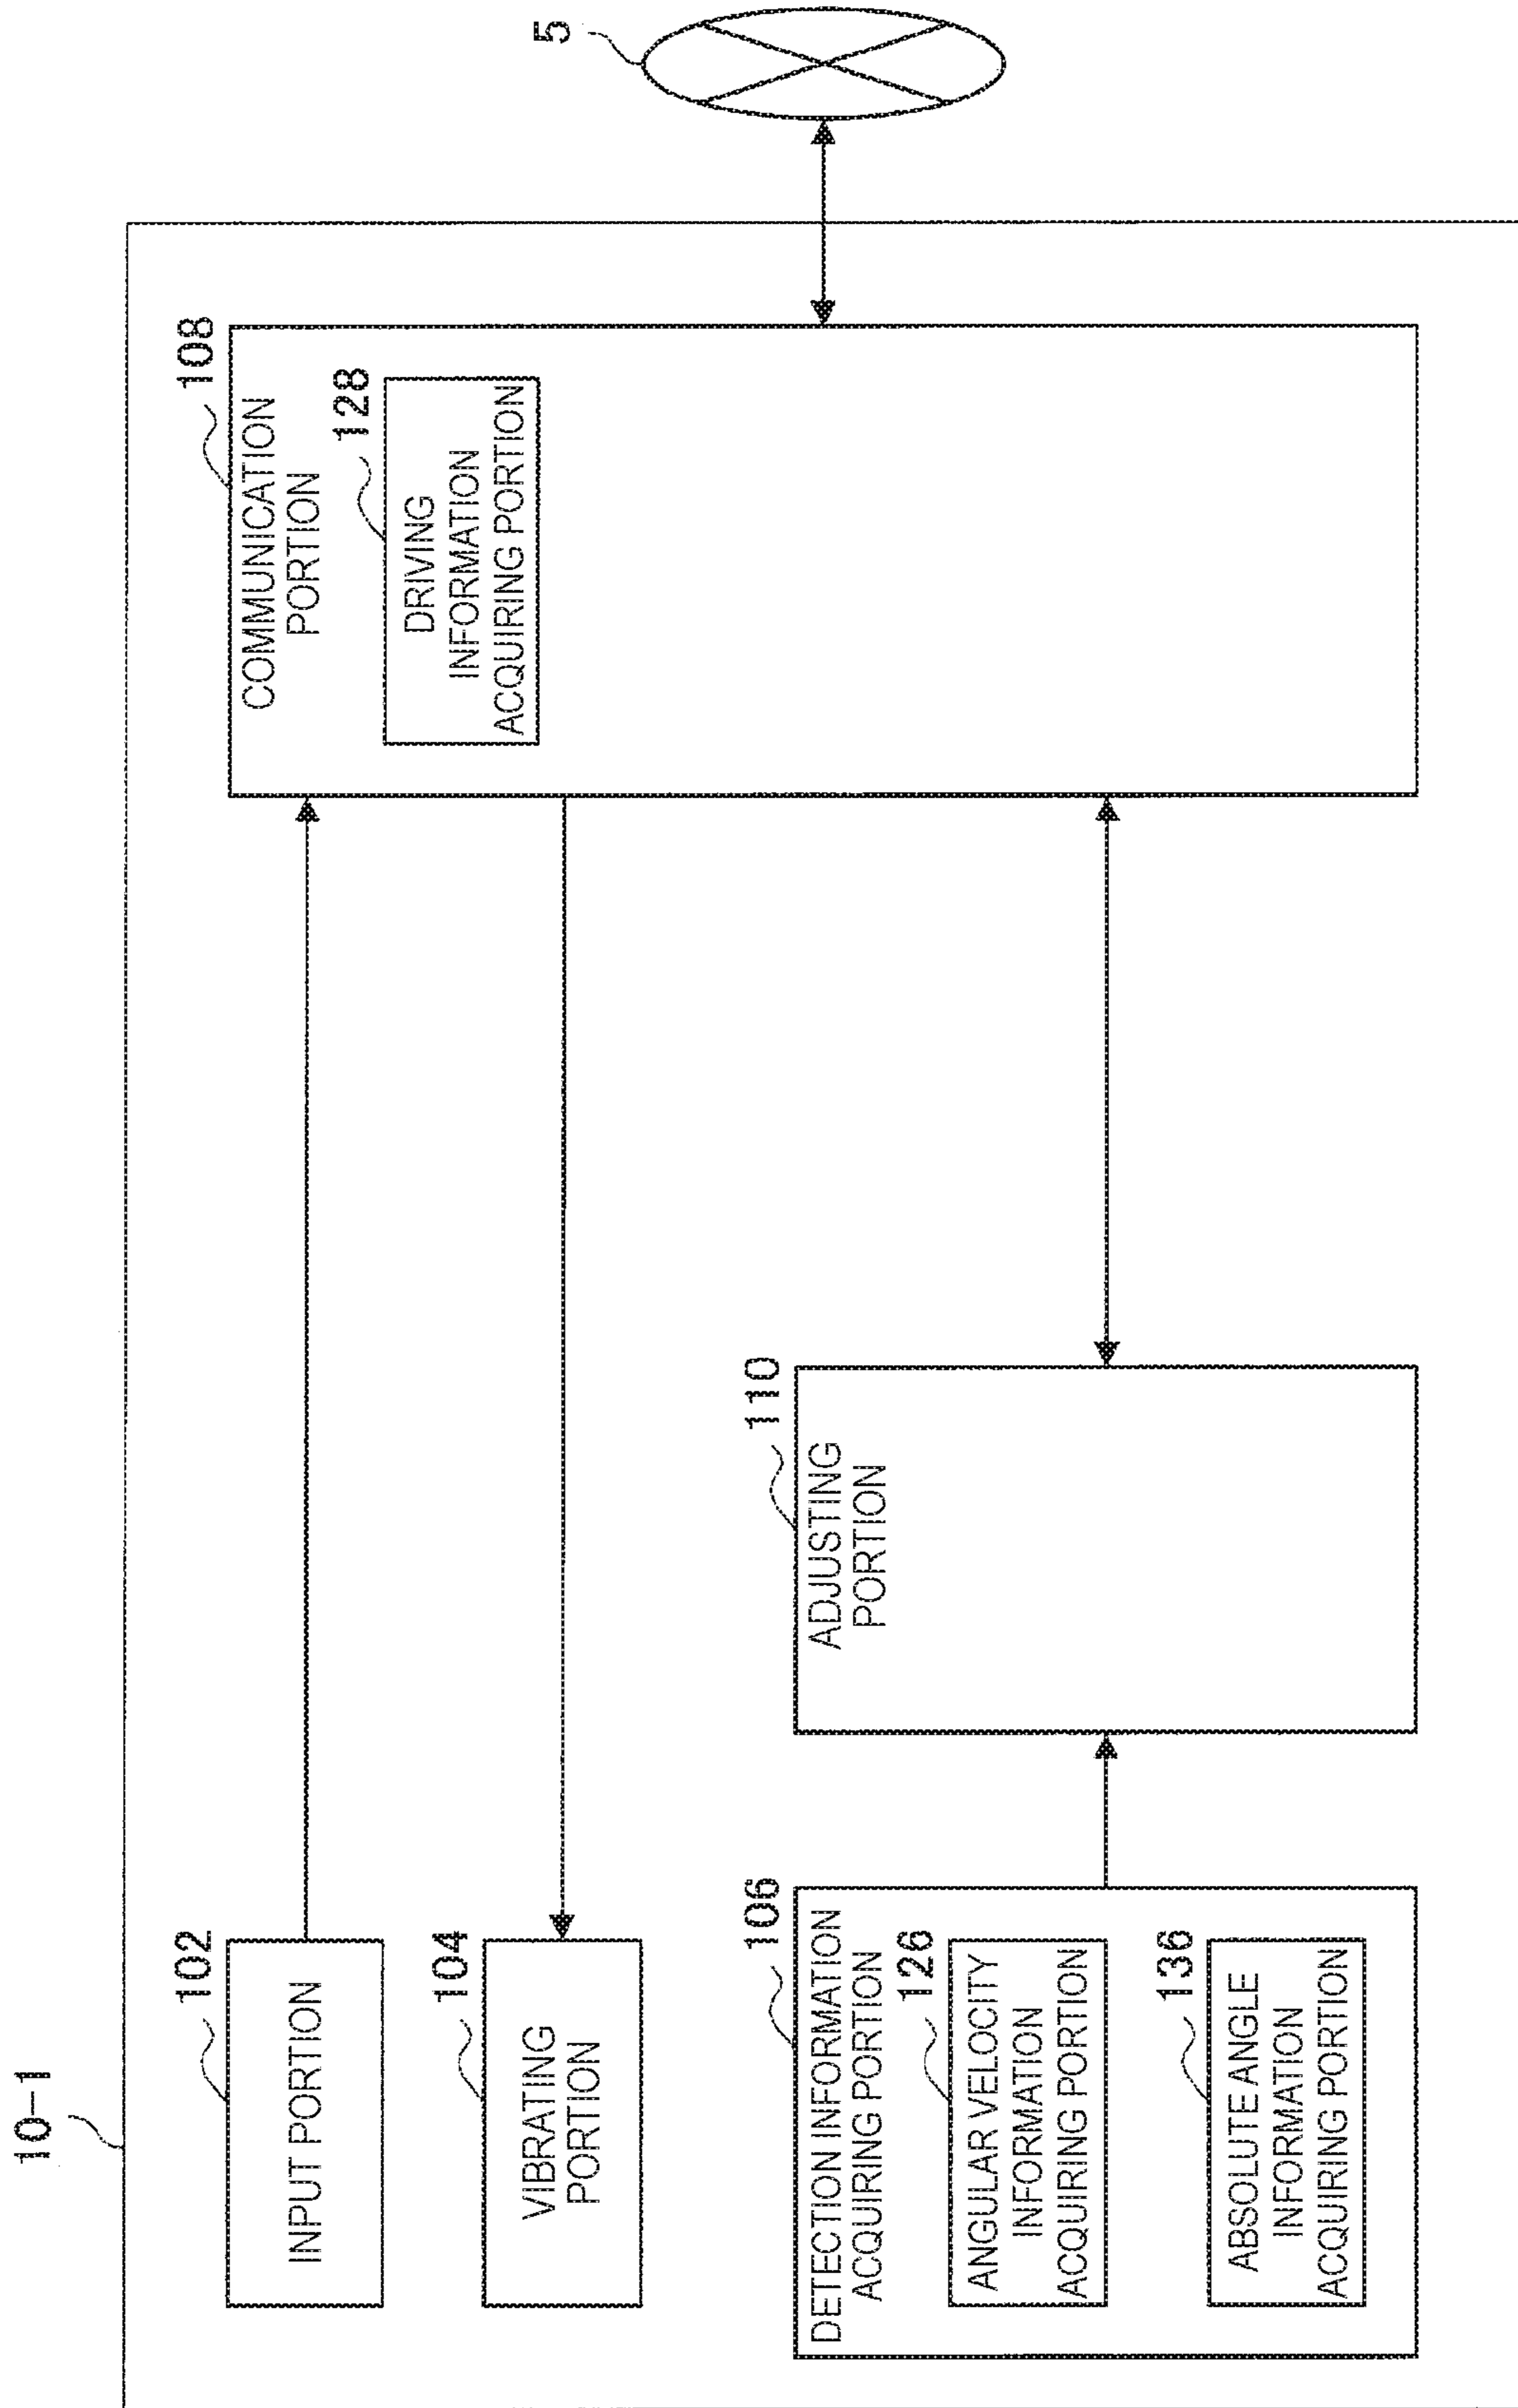 10-1
102
INPUT PORTION
104
VIBRATING
PORTION
106
DETECTION INFORMATION
ACQUIRING PORTION
126
ANGULAR VELOCITY
INFORMATION
ACQUIRING PORTION
136
ABSOLUTE ANGLE
INFORMATION
ACQUIRING PORTION
110
ADJUSTING
PORTION
108
COMMUNICATION
PORTION
128
DRIVING
INFORMATION
ACQUIRING PORTION
5